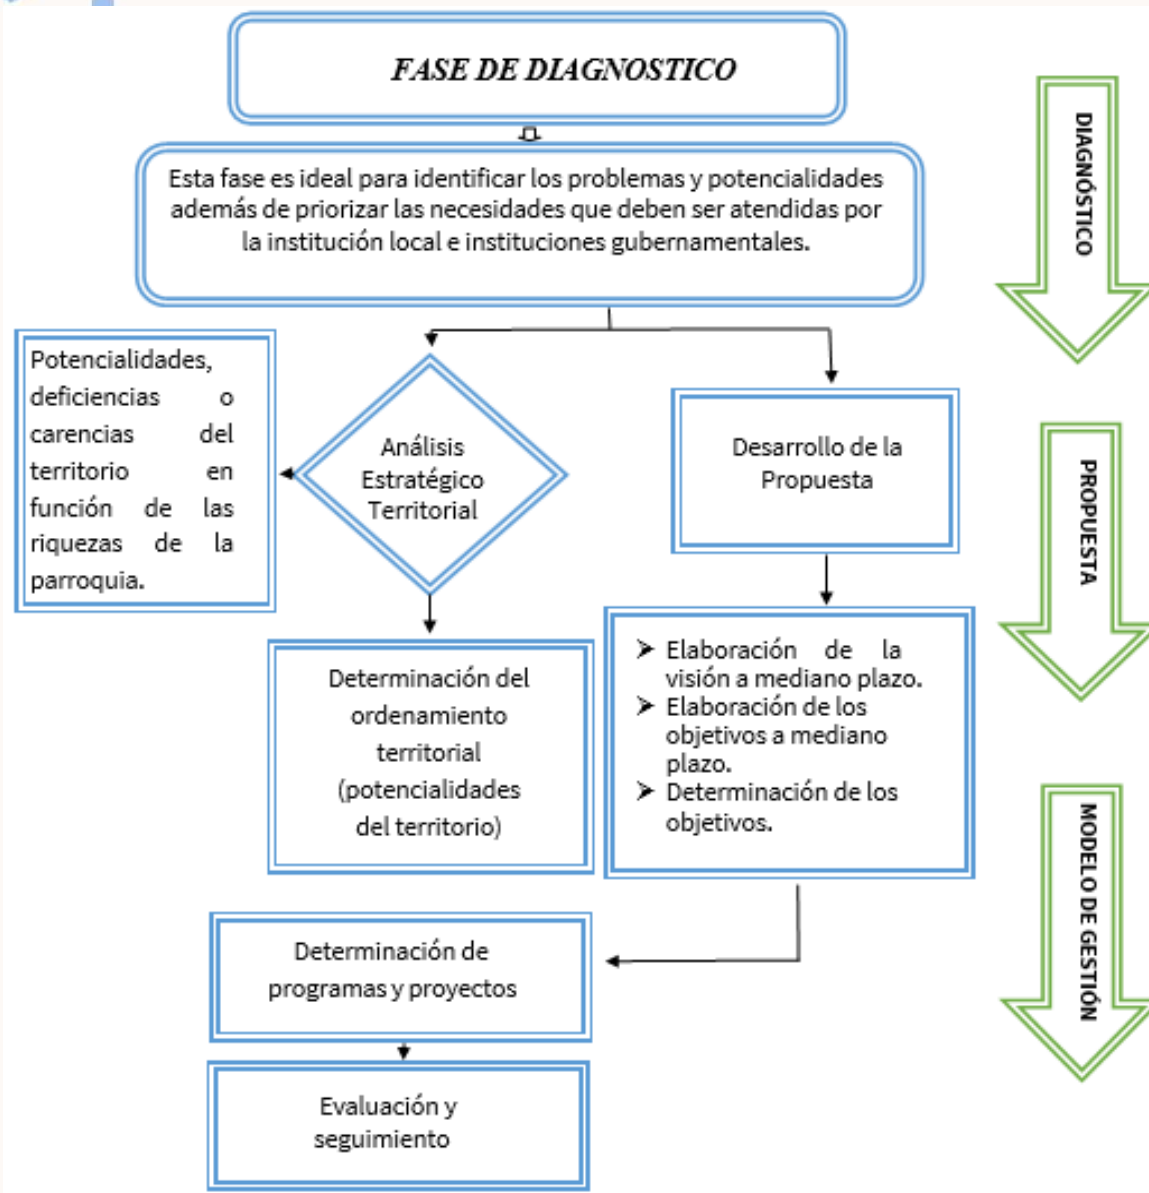 FASE DE DIAGNOSTICO
Esta fase es ideal para identificar los problemas y potencialidades
además de priorizar las necesidades que deben ser atendidas por
la institución local e instituciones gubernamentales.
Potencialidades,
deficiencias o
carencias del
territorio en
función de las
riquezas de la
parroquia.
Análisis
Estratégico
Territorial
Desarrollo de la
Propuesta
Determinación del
ordenamiento
territorial
(potencialidades
del territorio)
Elaboración de la
visión a mediano plazo.
Elaboración de los
objetivos a mediano
plazo.
Determinación de los
objetivos.
Determinación de
programas y proyectos
Evaluación y
seguimiento
DIAGNÓSTICO
PROPUESTA
MODELO DE GESTIÓN